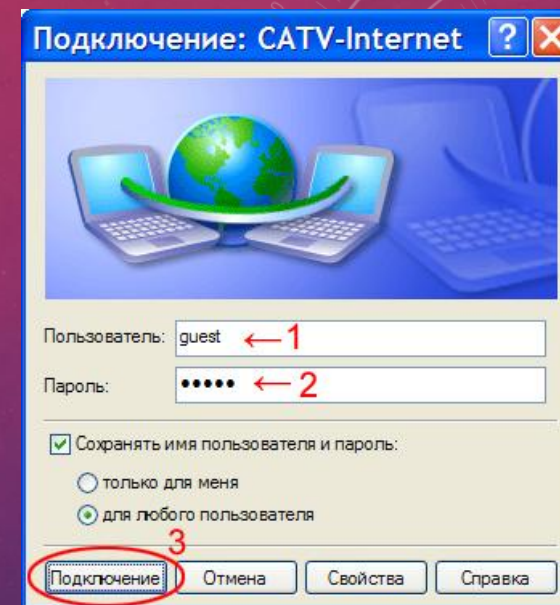 Подключение: CATV-Internet
Пользователь: guest ← 1
Пароль: ••••• ← 2
Сохранять имя пользователя и пароль:
только для меня
для любого пользователя
3
Подключение Отмена Свойства Справка